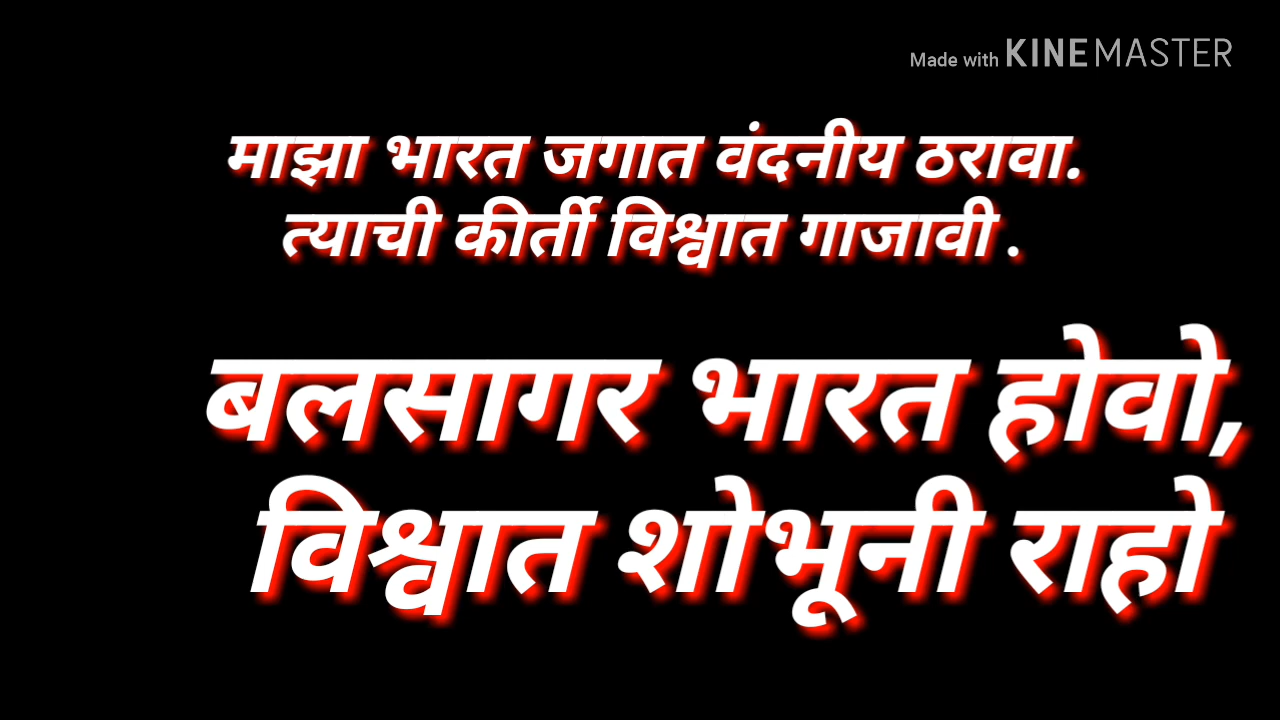 Made with KINEMASTER
माझा भारत जगात वंदनीय ठरावा.
त्याची कीर्ती विश्वात गाजावी .
बलसागर भारत होवो,
विश्वात शोभूनी राहो